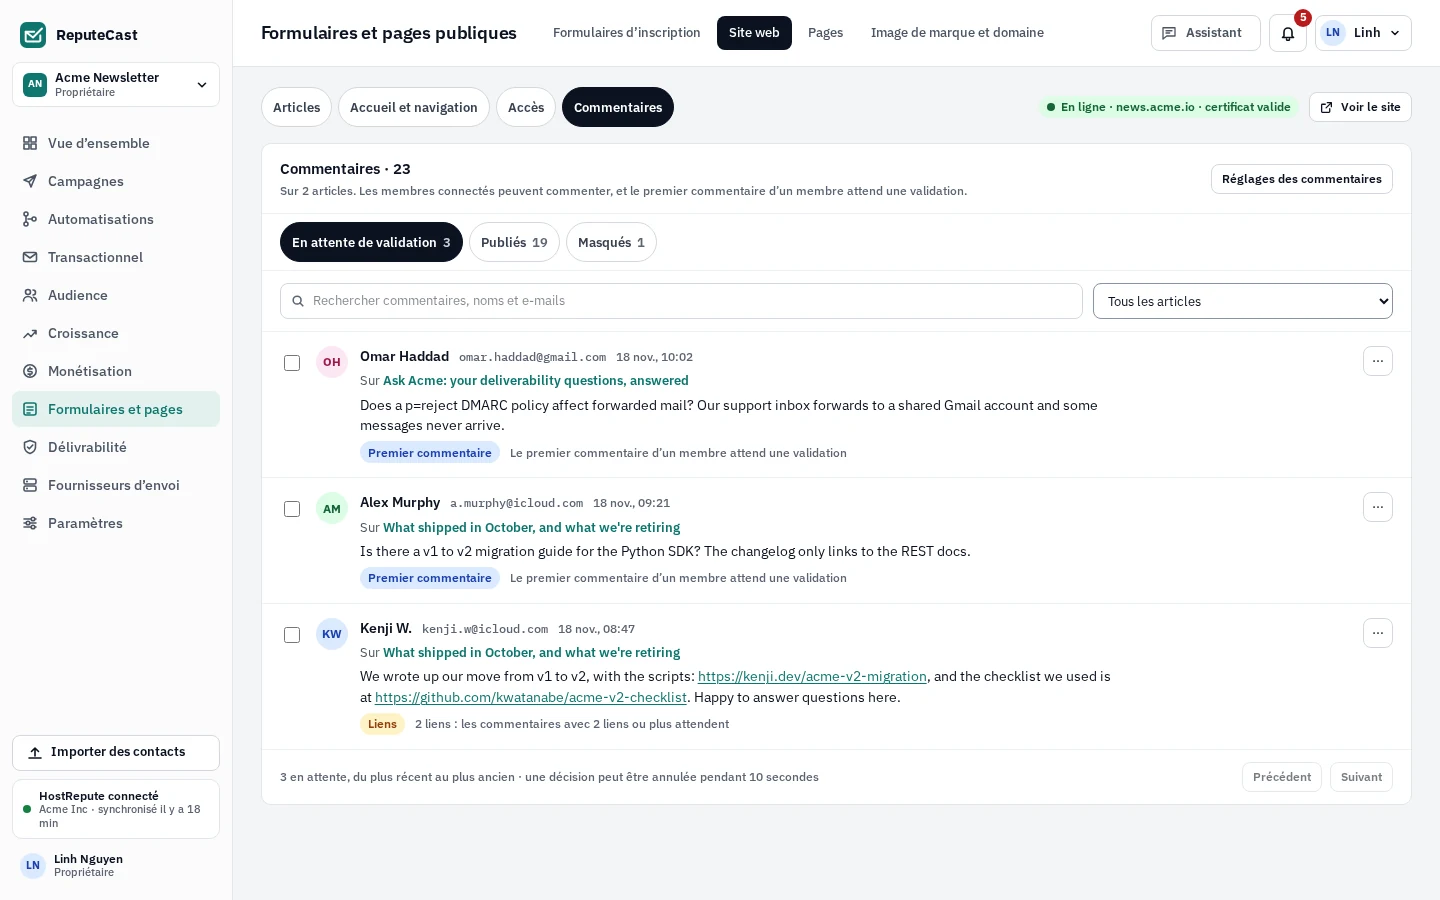 ReputeCast
AN
Acme Newsletter
Propriétaire
Vue d’ensemble
Campagnes
Automatisations
Transactionnel
Audience
Croissance
Monétisation
Formulaires et pages
Délivrabilité
Fournisseurs d’envoi
Paramètres
Importer des contacts
HostRepute connecté
Acme Inc · synchronisé il y a 18
min
LN
Linh Nguyen
Propriétaire
Formulaires et pages publiques
Formulaires d’inscription
Site web
Pages
Image de marque et domaine
Assistant
5
LN
Linh
Articles
Accueil et navigation
Accès
Commentaires
En ligne · news.acme.io · certificat valide
Voir le site
Commentaires · 23
Sur 2 articles. Les membres connectés peuvent commenter, et le premier commentaire d’un membre attend une validation.
Réglages des commentaires
En attente de validation 3
Publiés 19
Masqués 1
Rechercher commentaires, noms et e-mails
Tous les articles
OH
Omar Haddad omar.haddad@gmail.com 18 nov., 10:02
Sur Ask Acme: your deliverability questions, answered
Does a p=reject DMARC policy affect forwarded mail? Our support inbox forwards to a shared Gmail account and some
messages never arrive.
Premier commentaire Le premier commentaire d’un membre attend une validation
AM
Alex Murphy a.murphy@icloud.com 18 nov., 09:21
Sur What shipped in October, and what we're retiring
Is there a v1 to v2 migration guide for the Python SDK? The changelog only links to the REST docs.
Premier commentaire Le premier commentaire d’un membre attend une validation
KW
Kenji W. kenji.w@icloud.com 18 nov., 08:47
Sur What shipped in October, and what we're retiring
We wrote up our move from v1 to v2, with the scripts: https://kenji.dev/acme-v2-migration, and the checklist we used is
at https://github.com/kwatanabe/acme-v2-checklist. Happy to answer questions here.
Liens 2 liens : les commentaires avec 2 liens ou plus attendent
3 en attente, du plus récent au plus ancien · une décision peut être annulée pendant 10 secondes
Précédent
Suivant